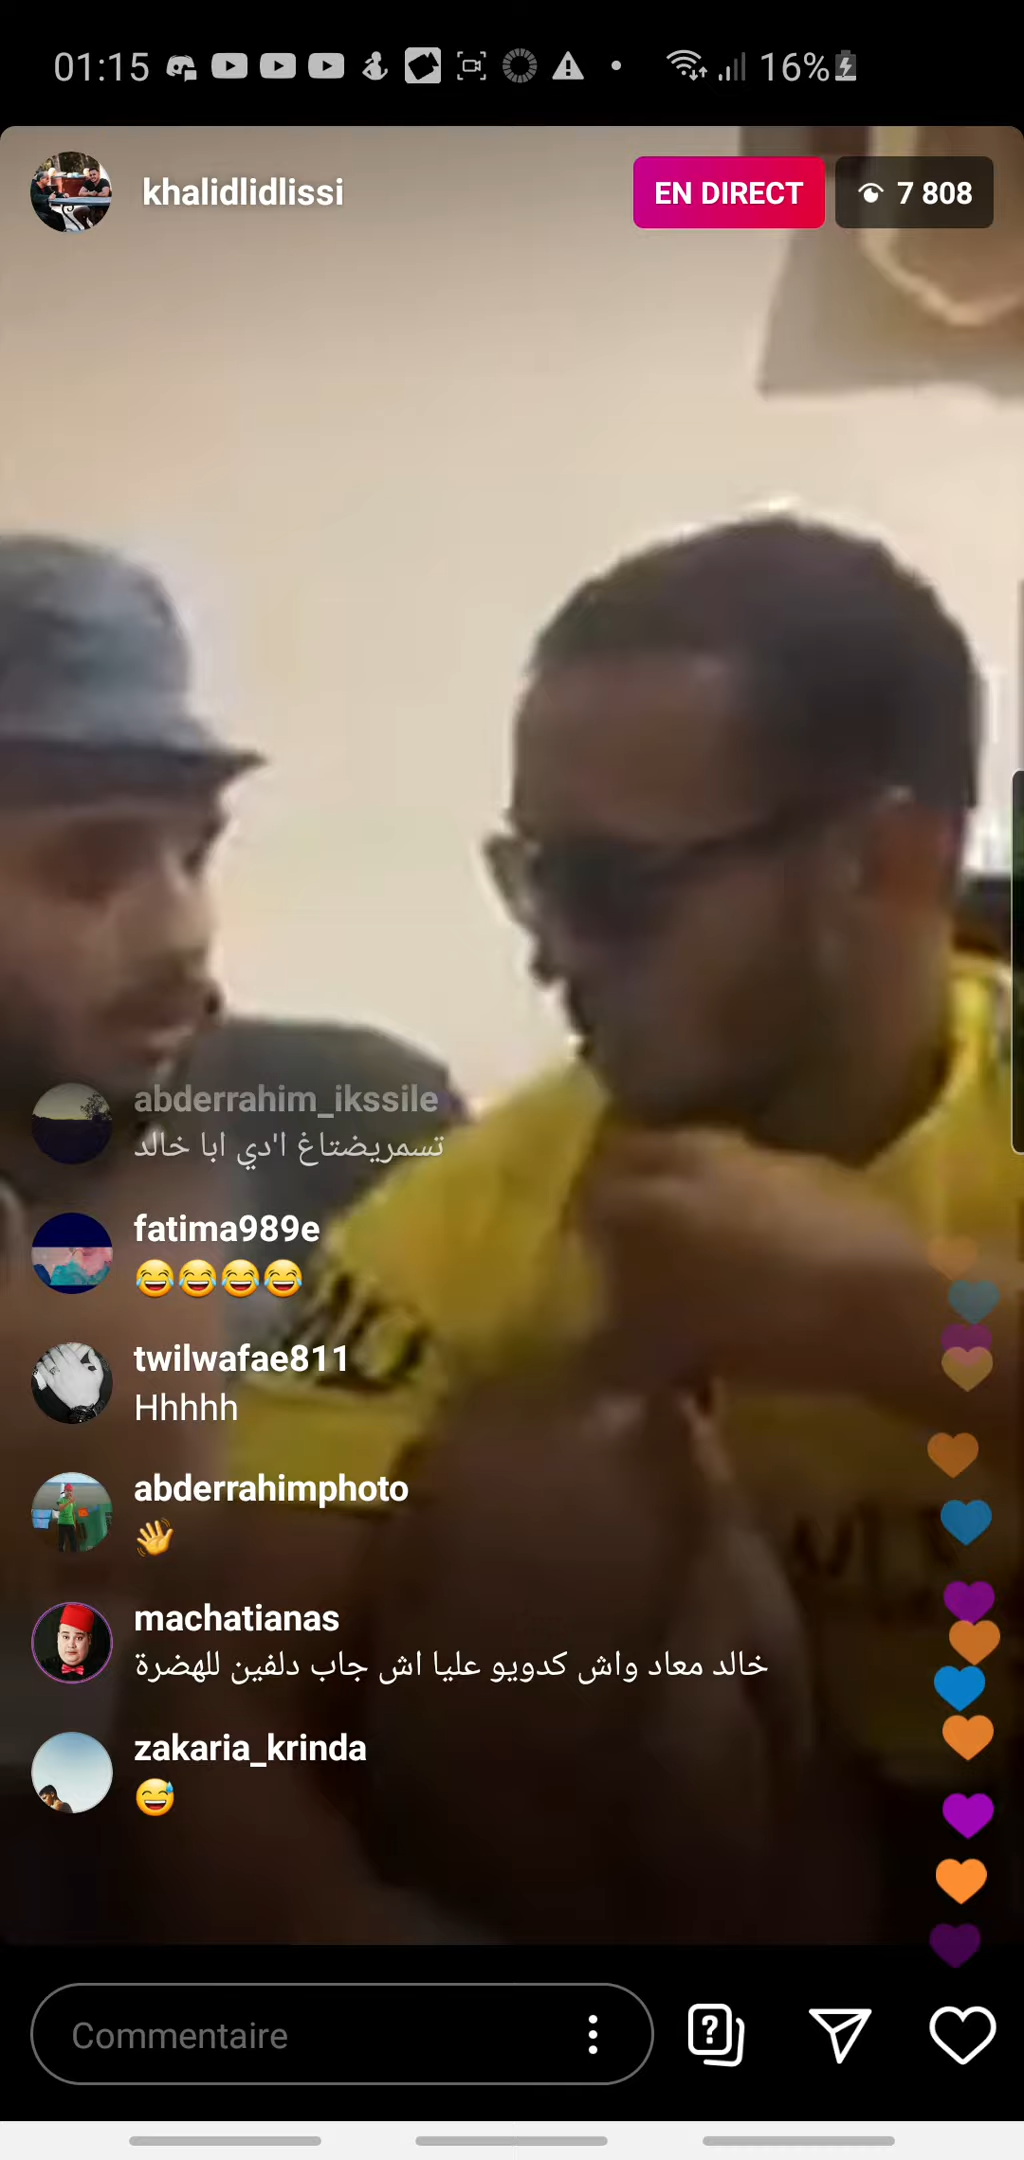 01:15
16%
khalidlidlissi
EN DIRECT
7 808
abderrahim_ikssile
تسمريضتاغ ا'دي ابا خالد
fatima989e
😂😂😂😂
twilwafae811
Hhhhh
abderrahimphoto
👋
machatianas
خالد معاد واش كدويو عليا اش جاب دلفين للهضرة
zakaria_krinda
😅
Commentaire